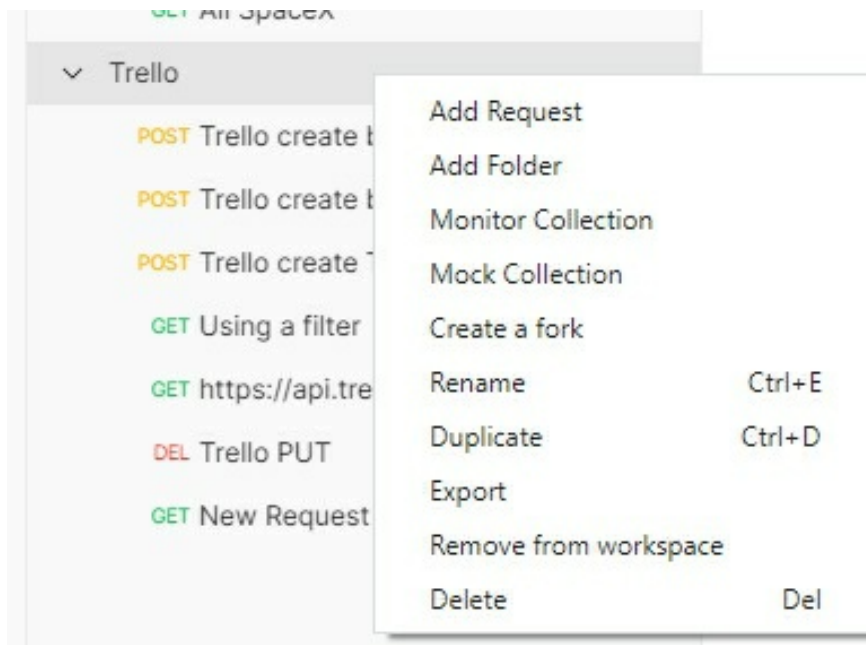 GET All SpaceX
Trello
POST Trello create
POST Trello create
POST Trello create
GET Using a filter
GET https://api.tre
DEL Trello PUT
GET New Request
Add Request
Add Folder
Monitor Collection
Mock Collection
Create a fork
Rename Ctrl+E
Duplicate Ctrl+D
Export
Remove from workspace
Delete Del